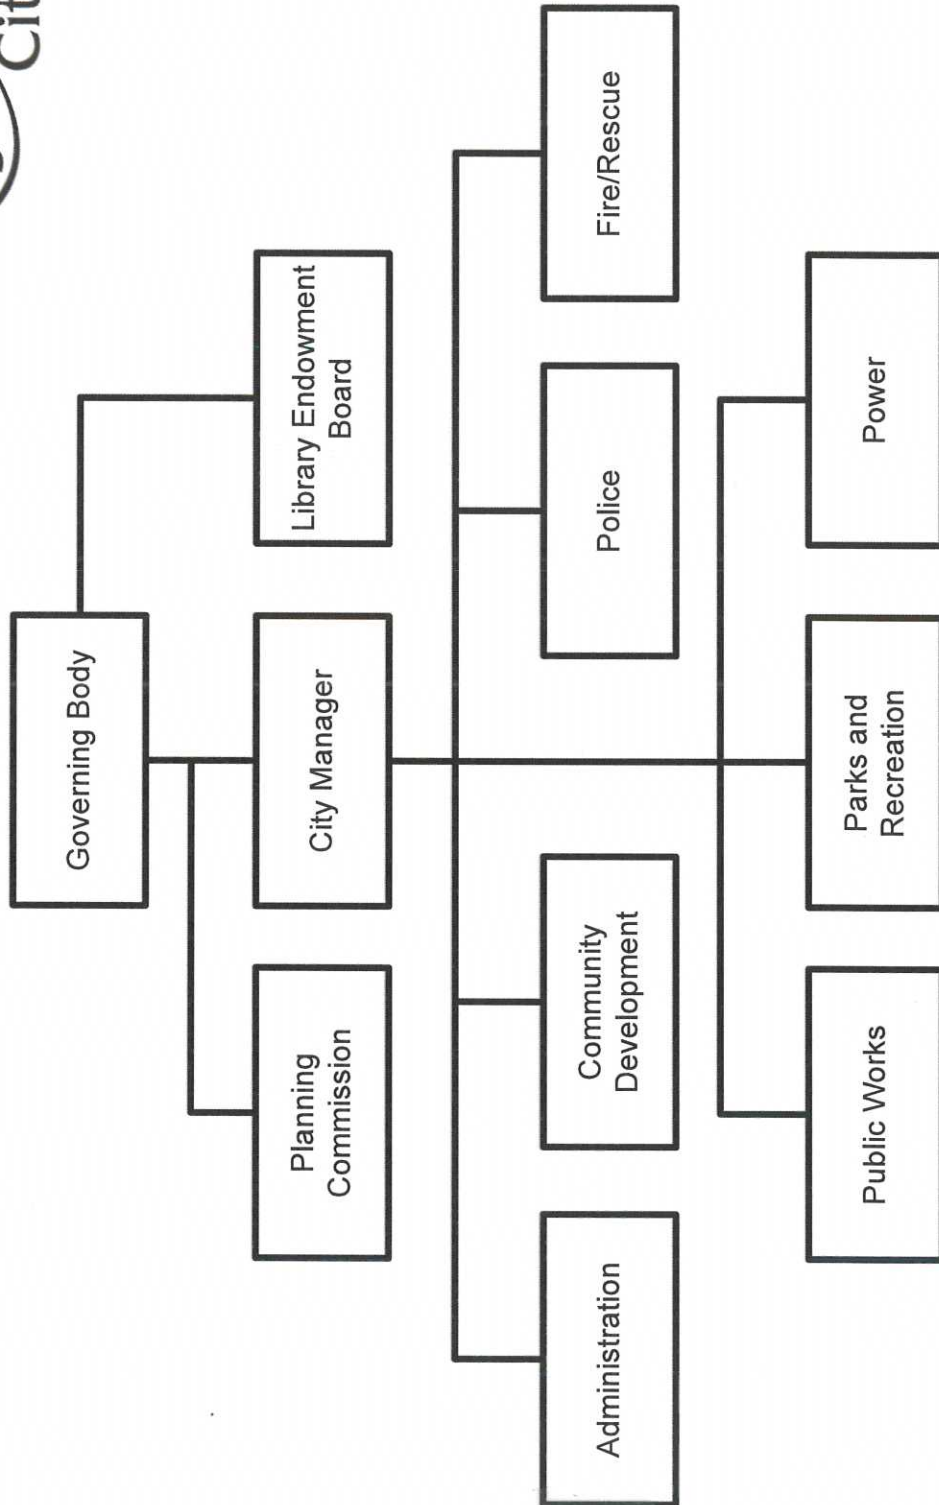 Cit
Governing Body
Planning
Commission
City Manager
Library Endowment
Board
Administration
Community
Development
Police
Fire/Rescue
Public Works
Parks and
Recreation
Power